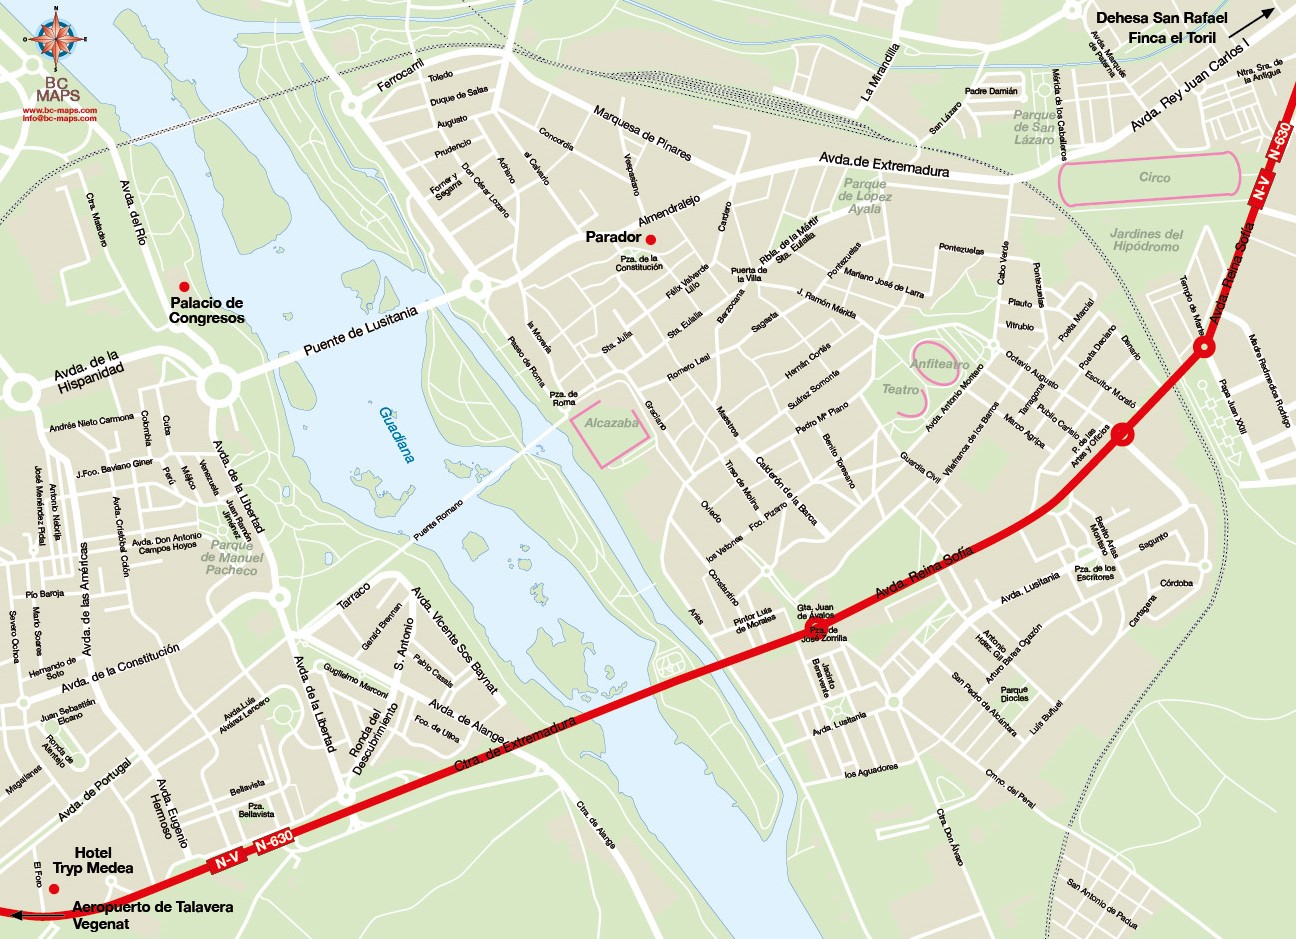 N
O
E
S
BC
MAPS
www.bc-maps.com
info@bc-maps.com
Dehesa San Rafael
Finca el Toril
Avda. Marqués
de Paterna
Avda. Rey Juan Carlos I
Ntra. Sra. de
la Antigua
N-630
N-V
La Mirandilla
Padre Damián
San Lázaro
Mérida de los Caballeros
Parque
de San
Lázaro
Circo
Jardines del
Hipódromo
Ferrocarril
Toledo
Duque de Salas
Augusto
Prudencio
Forner y
Segarra
Don César Lozano
Adriano
el Calvario
Concordia
Vespasiano
Marquesa de Pinares
Avda.de Extremadura
Parque
de López
Ayala
Almendralejo
Parador
Pza. de la
Constitución
Cardero
Rbla. de la Mártir
Sta. Eulalia
Puerta de
la Villa
Félix Valverde
Lillo
Berzocana
Pontezuelas
Mariano José de Larra
J. Ramón Mérida
Pontezuelas
Cabo Verde
Pontezuelas
Plauto
Vitrubio
Poeta Marcial
Poeta Deciano
Denario
Octavio Augusto
Escultor Morató
Tarragona
Publio Carisio
Marco Agripa
P. de las
Artes y Oficios
Avda. Reina Sofía
Madre Redmedios Rodrigo
Papa Juan XXIII
Ctra. Matadero
Avda. del Río
Palacio de
Congresos
Puente de Lusitania
Avda. de la
Hispanidad
la Morería
Paseo de Roma
Sta. Julia
Sta. Eulalia
Sagasta
Romero Leal
Hernán Cortés
Suárez Somonte
Pedro Mª Plano
Pza. de
Roma
Alcazaba
Graciano
Maestros
Anfiteatro
Teatro
Avda. Antonio Montero
Vilafranca de los Barros
Guardia Civil
Benito Toresano
Calderón de la Barca
Tirso de Molina
Fco. Pizarro
Oviedo
los Vetones
Constantino
Arias
Pintor Luis
de Morales
Guadiana
Puente Romano
Andrés Nieto Carmona
Colombia
Cuba
J.Fco. Baviano Giner
Perú
Méjico
Venezuela
Juan Ramón
Jiménez
Avda. de la Libertad
José Menéndez Pidal
Antonio Nebrija
Avda. Cristóbal Colón
Avda. Don Antonio
Campos Hoyos
Parque
de Manuel
Pacheco
Avda. de las Américas
Pío Baroja
Mario Soares
Severo Ochoa
Hernando de
Soto
Avda. de la Constitución
Juan Sebastián
Elcano
Ronda de
Alentejo
Magallanes
Avda. de Portugal
Avda.Luis
Álvarez Lencero
Avda. Eugenio
Hermoso
Bellavista
Pza.
Bellavista
Tarraco
Gerald Brennan
S. Antonio
Avda. Vicente Sos Baynat
Pablo Casals
Guglielmo Marconi
Avda. de la Libertad
Ronda del
Descubrimiento
Avda. de Alange
Fco. de Ulloa
Ctra. de Extremadura
Ctra. de Alange
N-V
N-630
Hotel
Tryp Medea
El Foro
Aeropuerto de Talavera
Vegenat
Avda. Reina Sofía
Gta. Juan
de Ávalos
Pza. de
José Zorrilla
Jacinto
Benavente
Avda. Lusitania
los Aguadores
Avda. Lusitania
Benito Arias
Montano
Pza. de los
Escritores
Sagunto
Córdoba
Cartagena
Antonio
Hdez. Gil
Arturo Barea Ogazón
San Pedro de Alcántara
Parque
Diocles
Luis Buñuel
Cmno. del Peral
Ctra. Don Álvaro
San Antonio de Padua